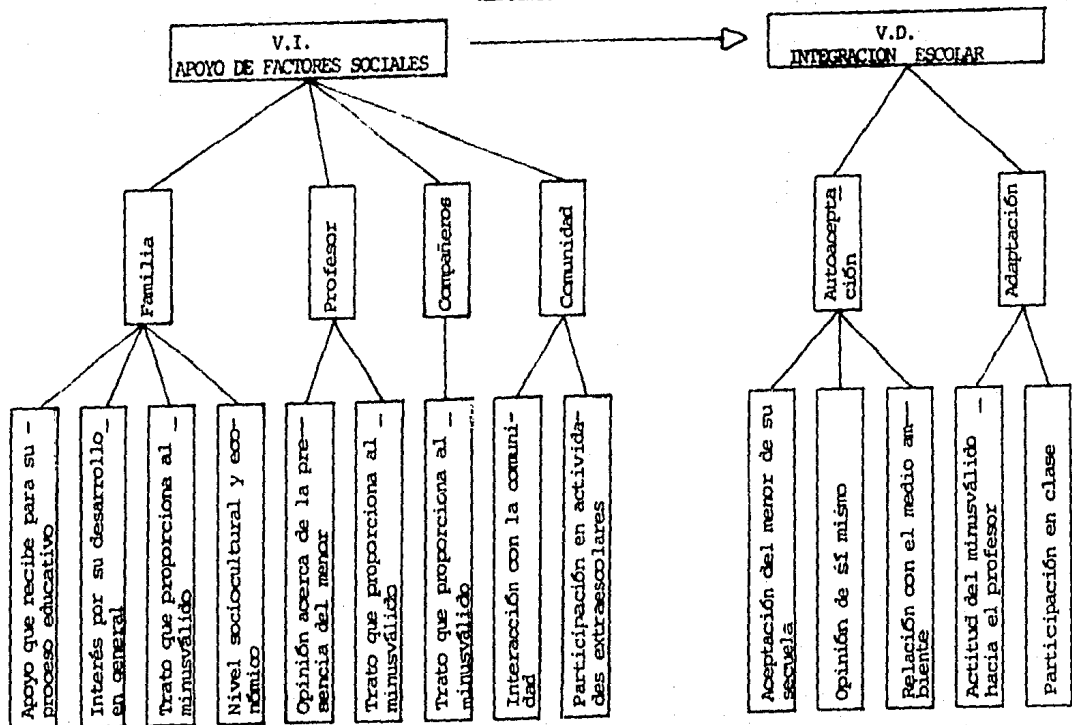 V.I.
APOYO DE FACTORES SOCIALES
V.D.
INTEGRACION ESCOLAR
Familia
Profesor
Compañeros
Comunidad
Autoacepta
ción
Adaptación
Apoyo que recibe para su -
proceso educativo
Interés por su desarrollo _
en general
Trato que proporciona al _
minusválido
Nivel sociocultural y eco-
nómico
Opinión acerca de la pre--
sencia del menor
Trato que proporciona al _
minusválido
Trato que proporciona al _
minusválido
Interacción con la comuni-
dad
Participación en activida-
des extraescolares
Aceptación del menor de su
secuela
Opinión de sí mismo
Relación con el medio am--
biente
Actitud del minusválido _
hacia el profesor
Participación en clase